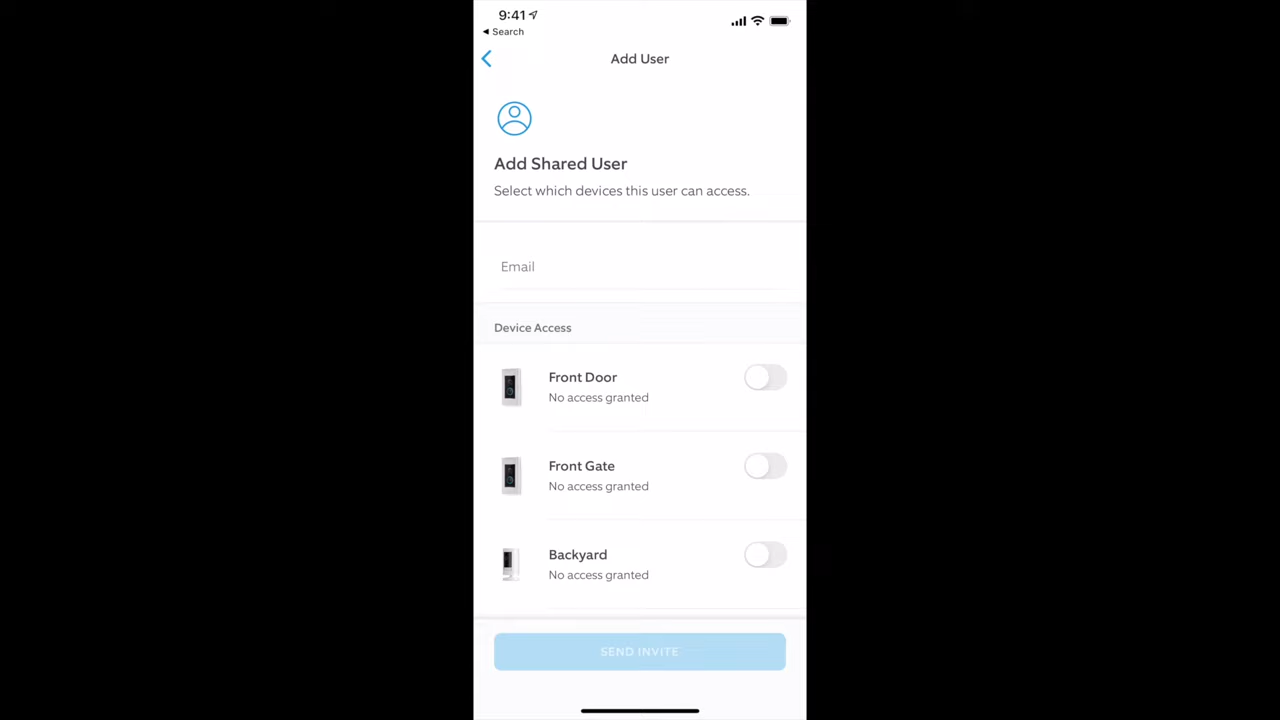 9:41
Search
Add User
Add Shared User
Select which devices this user can access.
Email
Device Access
Front Door
No access granted
Front Gate
No access granted
Backyard
No access granted
SEND INVITE